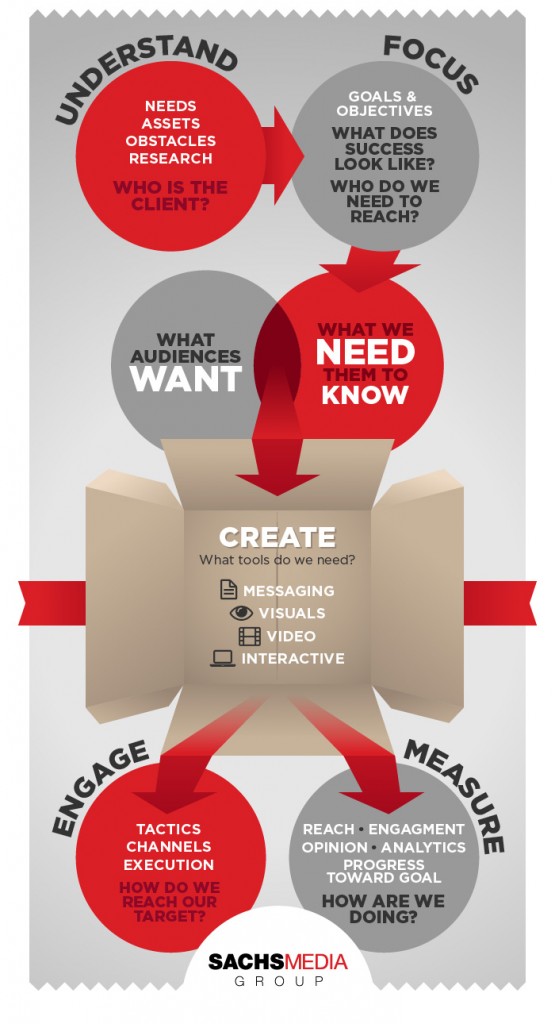 UNDERSTAND
NEEDS
ASSETS
OBSTACLES
RESEARCH
WHO IS THE
CLIENT?
FOCUS
GOALS &
OBJECTIVES
WHAT DOES
SUCCESS
LOOK LIKE?
WHO DO WE
NEED TO
REACH?
WHAT
AUDIENCES
WANT
WHAT WE
NEED
THEM TO
KNOW
CREATE
What tools do we need?
MESSAGING
VISUALS
VIDEO
INTERACTIVE
ENGAGE
TACTICS
CHANNELS
EXECUTION
HOW DO WE
REACH OUR
TARGET?
MEASURE
REACH • ENGAGMENT
OPINION • ANALYTICS
PROGRESS
TOWARD GOAL
HOW ARE WE
DOING?
SACHSMEDIA
GROUP